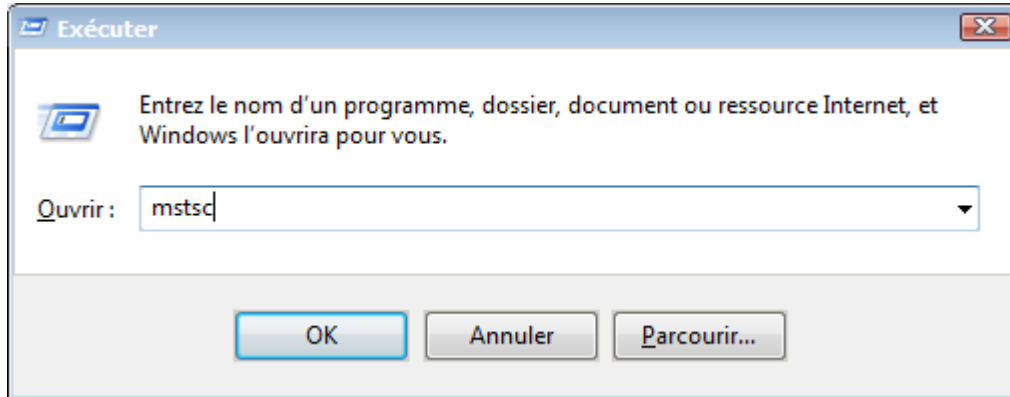 Exécuter
Entrez le nom d'un programme, dossier, document ou ressource Internet, et
Windows l'ouvrira pour vous.
Ouvrir : mstsc
OK Annuler Parcourir...